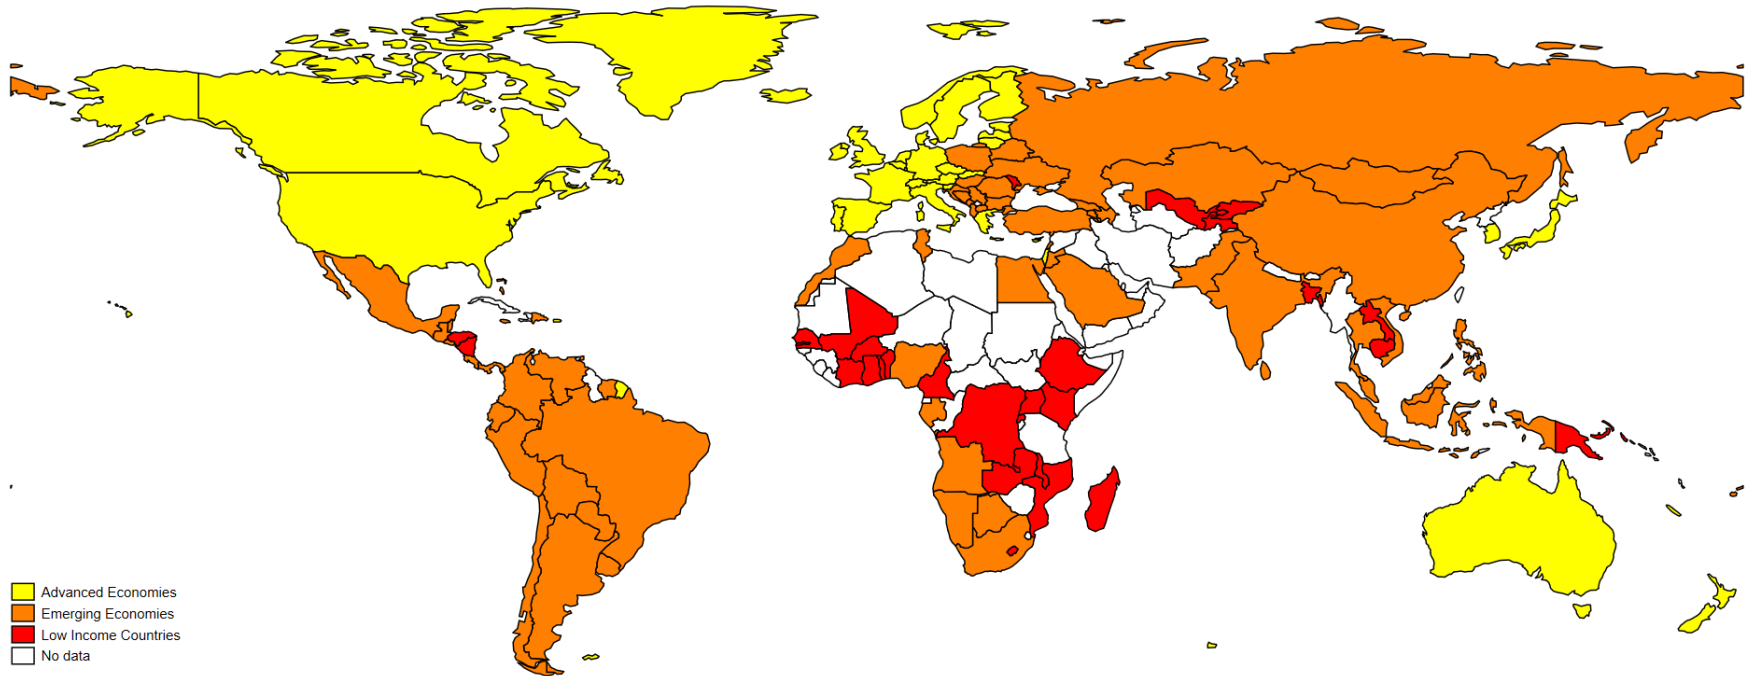 Advanced Economies
Emerging Economies
Low Income Countries
No data